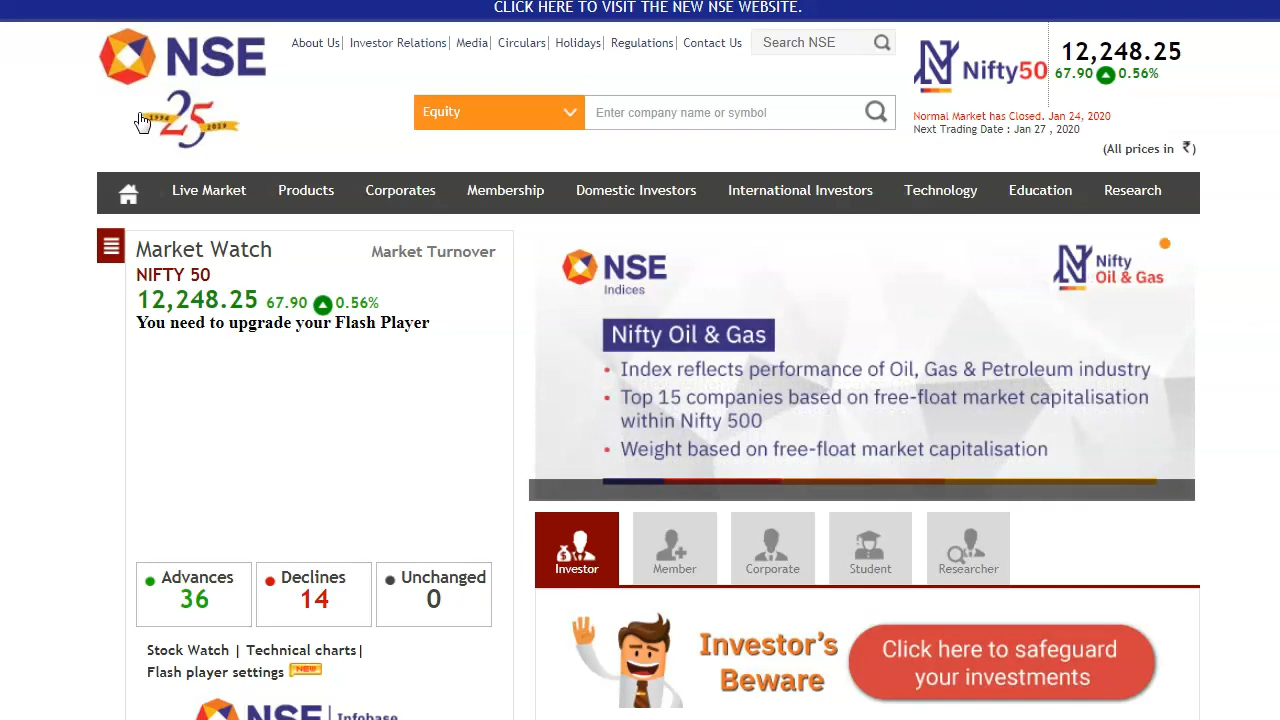 CLICK HERE TO VISIT THE NEW NSE WEBSITE.
NSE
1994 25 2019
About Us| Investor Relations| Media| Circulars| Holidays| Regulations| Contact Us
Search NSE
Nifty50
12,248.25
67.90 0.56%
Equity
Enter company name or symbol
Normal Market has Closed. Jan 24, 2020
Next Trading Date : Jan 27 , 2020
(All prices in ₹)
Live Market Products Corporates Membership Domestic Investors International Investors Technology Education Research
Market Watch
Market Turnover
NIFTY 50
12,248.25 67.90 0.56%
You need to upgrade your Flash Player
Advances
36
Declines
14
Unchanged
0
Stock Watch | Technical charts|
Flash player settings NEW
NSE Infobase
NSE
Indices
Nifty
Oil & Gas
Nifty Oil & Gas
• Index reflects performance of Oil, Gas & Petroleum industry
• Top 15 companies based on free-float market capitalisation
within Nifty 500
• Weight based on free-float market capitalisation
Investor
Member
Corporate
Student
Researcher
Investor's
Beware
Click here to safeguard
your investments